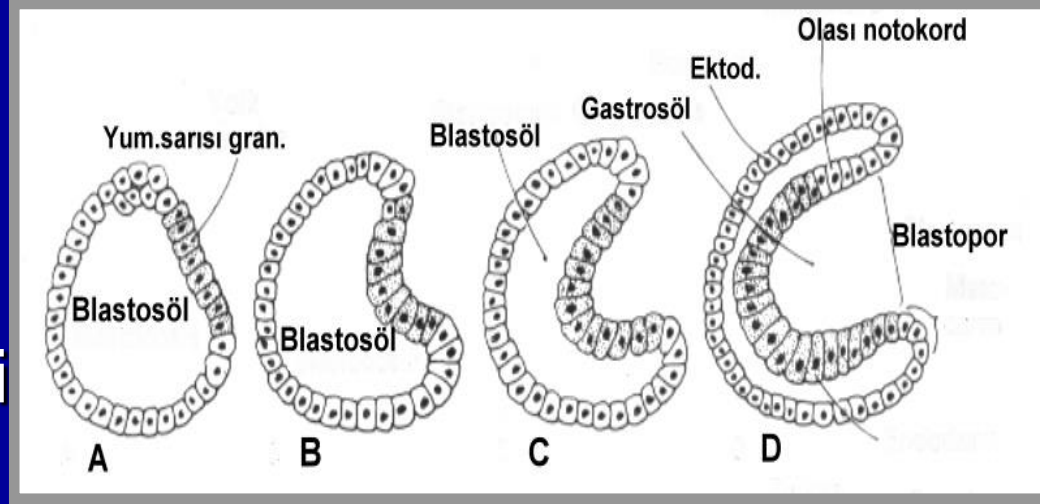 Olası notokord
Ektod.
Gastrosöl
Blastosöl
Yum.sarısı gran.
Blastopor
Blastosöl
Blastosöl
A
B
C
D
i